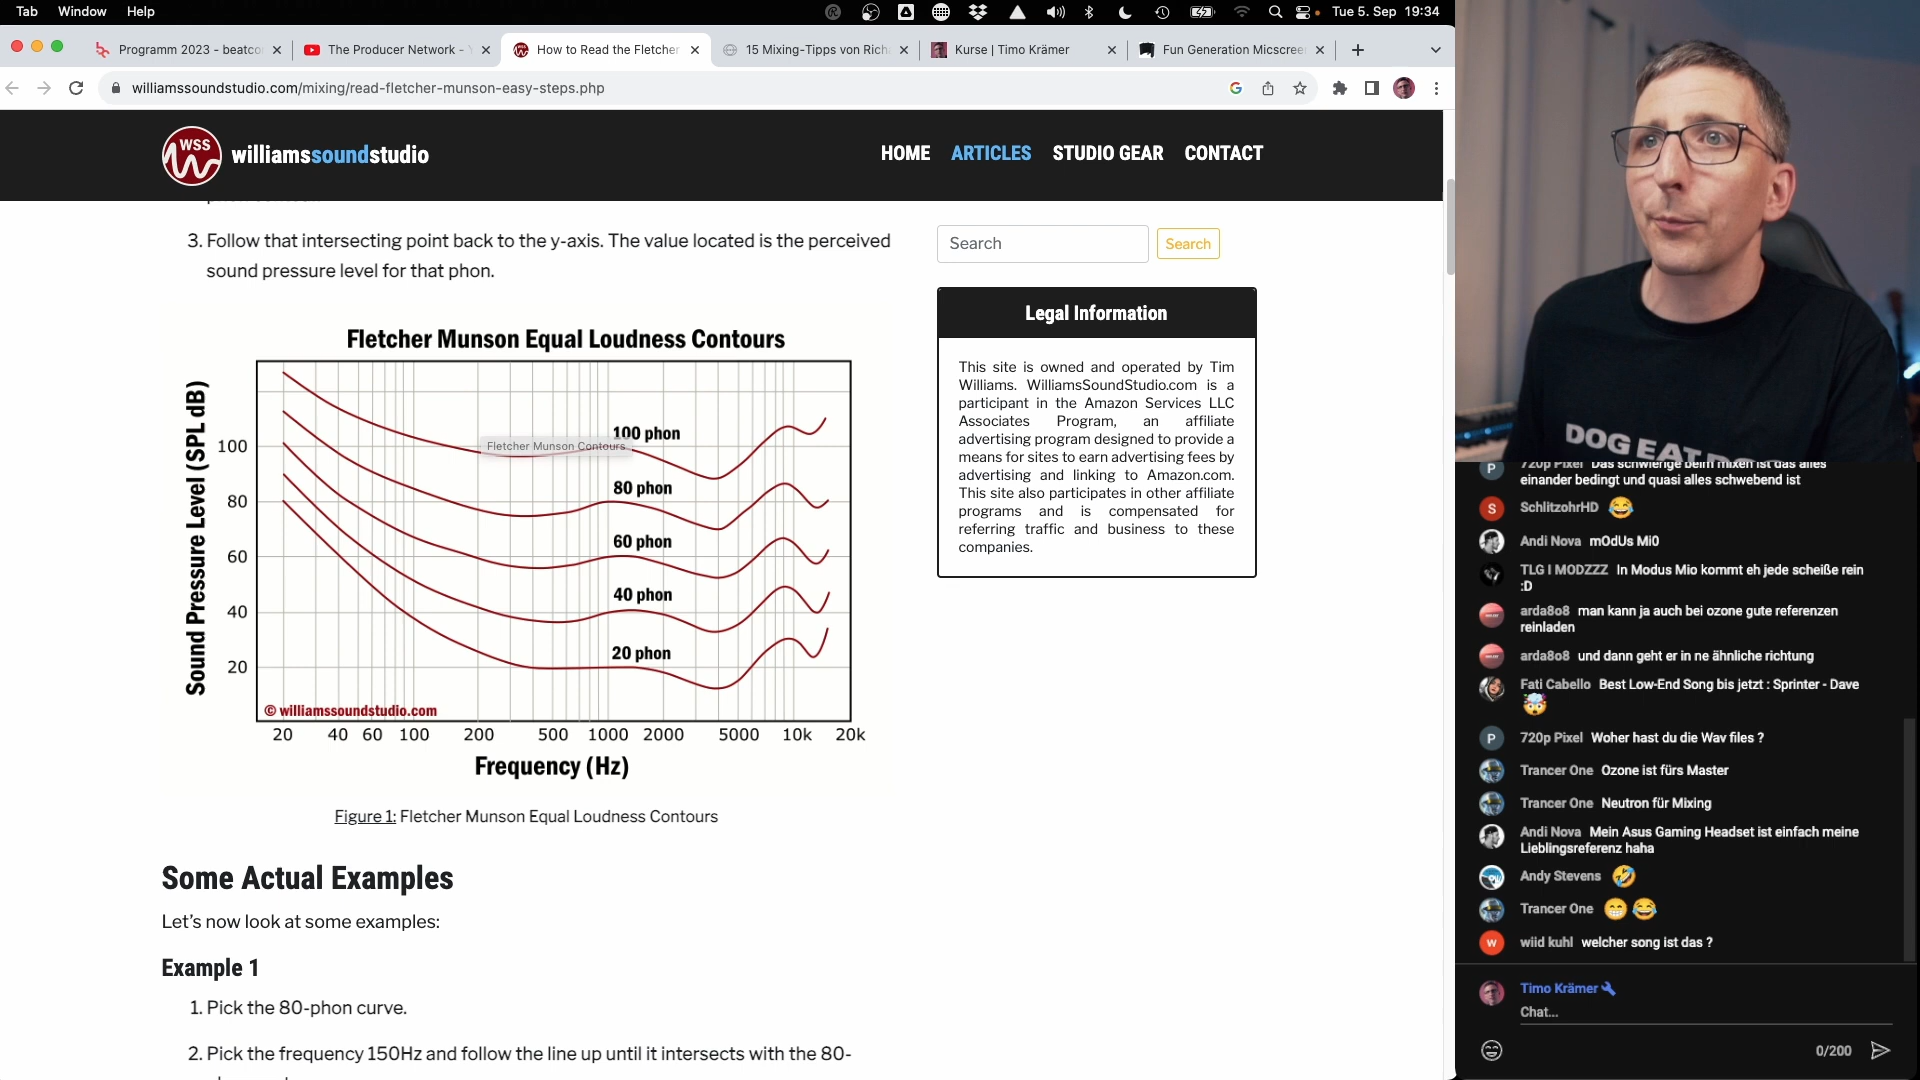 Tab Window Help
Tue 5. Sep 19:34
Programm 2023 - beatco
The Producer Network -
How to Read the Fletcher
15 Mixing-Tipps von Rich
Kurse | Timo Krämer
Fun Generation Micscree
williamssoundstudio.com/mixing/read-fletcher-munson-easy-steps.php
WSS
williamssoundstudio
HOME ARTICLES STUDIO GEAR CONTACT
3. Follow that intersecting point back to the y-axis. The value located is the perceived
sound pressure level for that phon.
Search
Search
Legal Information
This site is owned and operated by Tim
Williams. WilliamsSoundStudio.com is a
participant in the Amazon Services LLC
Associates Program, an affiliate
advertising program designed to provide a
means for sites to earn advertising fees by
advertising and linking to Amazon.com.
This site also participates in other affiliate
programs and is compensated for
referring traffic and business to these
companies.
Fletcher Munson Equal Loudness Contours
Sound Pressure Level (SPL dB)
100
80
60
40
20
100 phon
Fletcher Munson Contours
80 phon
60 phon
40 phon
20 phon
© williamssoundstudio.com
20 40 60 100 200 500 1000 2000 5000 10k 20k
Frequency (Hz)
Figure 1: Fletcher Munson Equal Loudness Contours
Some Actual Examples
Let's now look at some examples:
Example 1
1. Pick the 80-phon curve.
2. Pick the frequency 150Hz and follow the line up until it intersects with the 80-
DOG EAT
P
720p Pixel Das schwierige beim mixen ist das alles
einander bedingt und quasi alles schwebend ist
S
SchlitzohrHD 😂
Andi Nova mOdUs Mi0
TLG I MODZZZ In Modus Mio kommt eh jede scheiße rein
:D
arda8o8 man kann ja auch bei ozone gute referenzen
reinladen
arda8o8 und dann geht er in ne ähnliche richtung
Fati Cabello Best Low-End Song bis jetzt : Sprinter - Dave
🤯
P
720p Pixel Woher hast du die Wav files ?
Trancer One Ozone ist fürs Master
Trancer One Neutron für Mixing
Andi Nova Mein Asus Gaming Headset ist einfach meine
Lieblingsreferenz haha
Andy Stevens 🤣
Trancer One 😁😂
W
wiid kuhl welcher song ist das ?
Timo Krämer
Chat...
0/200